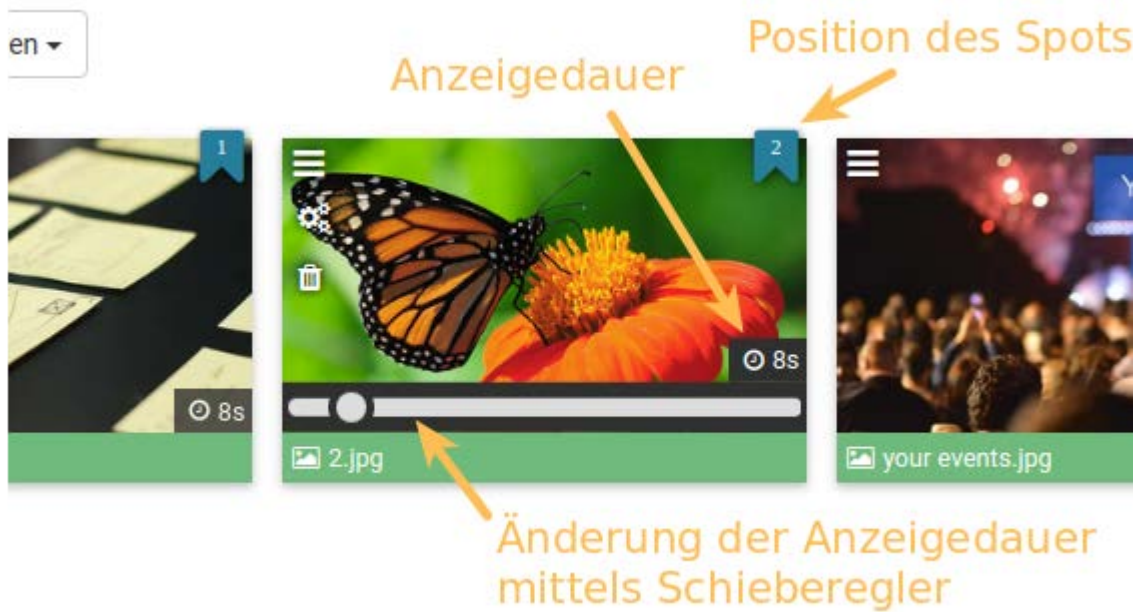 en
Position des Spots
Anzeigedauer
1
2
Y
8s
8s
2.jpg
your events.jpg
Änderung der Anzeigedauer
mittels Schieberegler